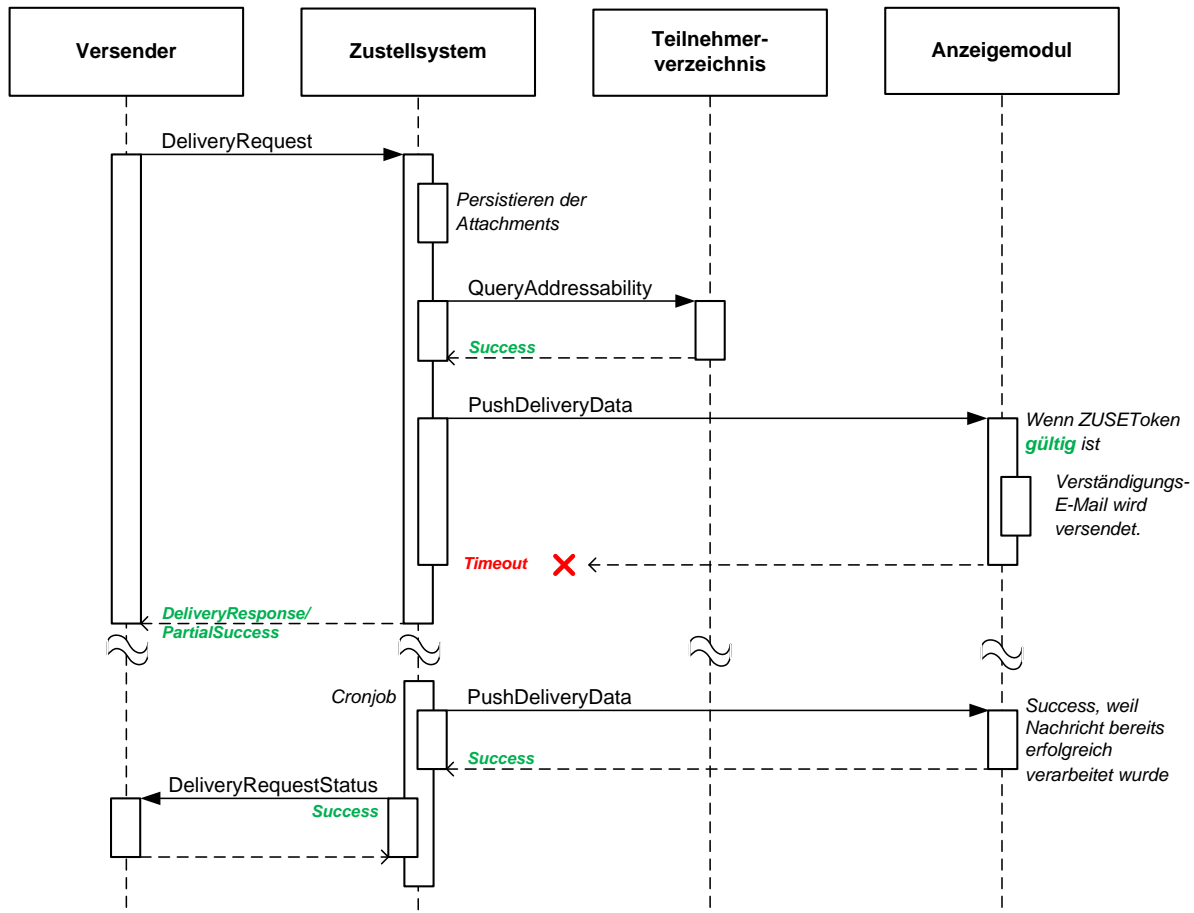 Versender
Zustellsystem
Teilnehmer-
verzeichnis
Anzeigemodul
DeliveryRequest
Persistieren der
Attachments
QueryAddressability
Success
PushDeliveryData
Wenn ZUSEToken
gültig ist
Verständigungs-
E-Mail wird
versendet.
Timeout
DeliveryResponse/
PartialSuccess
Cronjob
PushDeliveryData
Success, weil
Nachricht bereits
erfolgreich
verarbeitet wurde
Success
DeliveryRequestStatus
Success